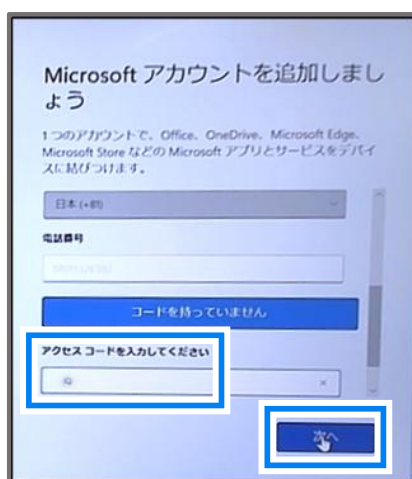 Microsoft アカウントを追加しまし
ょう
1 つのアカウントで、Office、OneDrive、Microsoft Edge、
Microsoft Store などの Microsoft アプリとサービスをデバイ
スに結びつけます。
日本 (+81)
電話番号
コードを持っていません
アクセス コードを入力してください
次へ